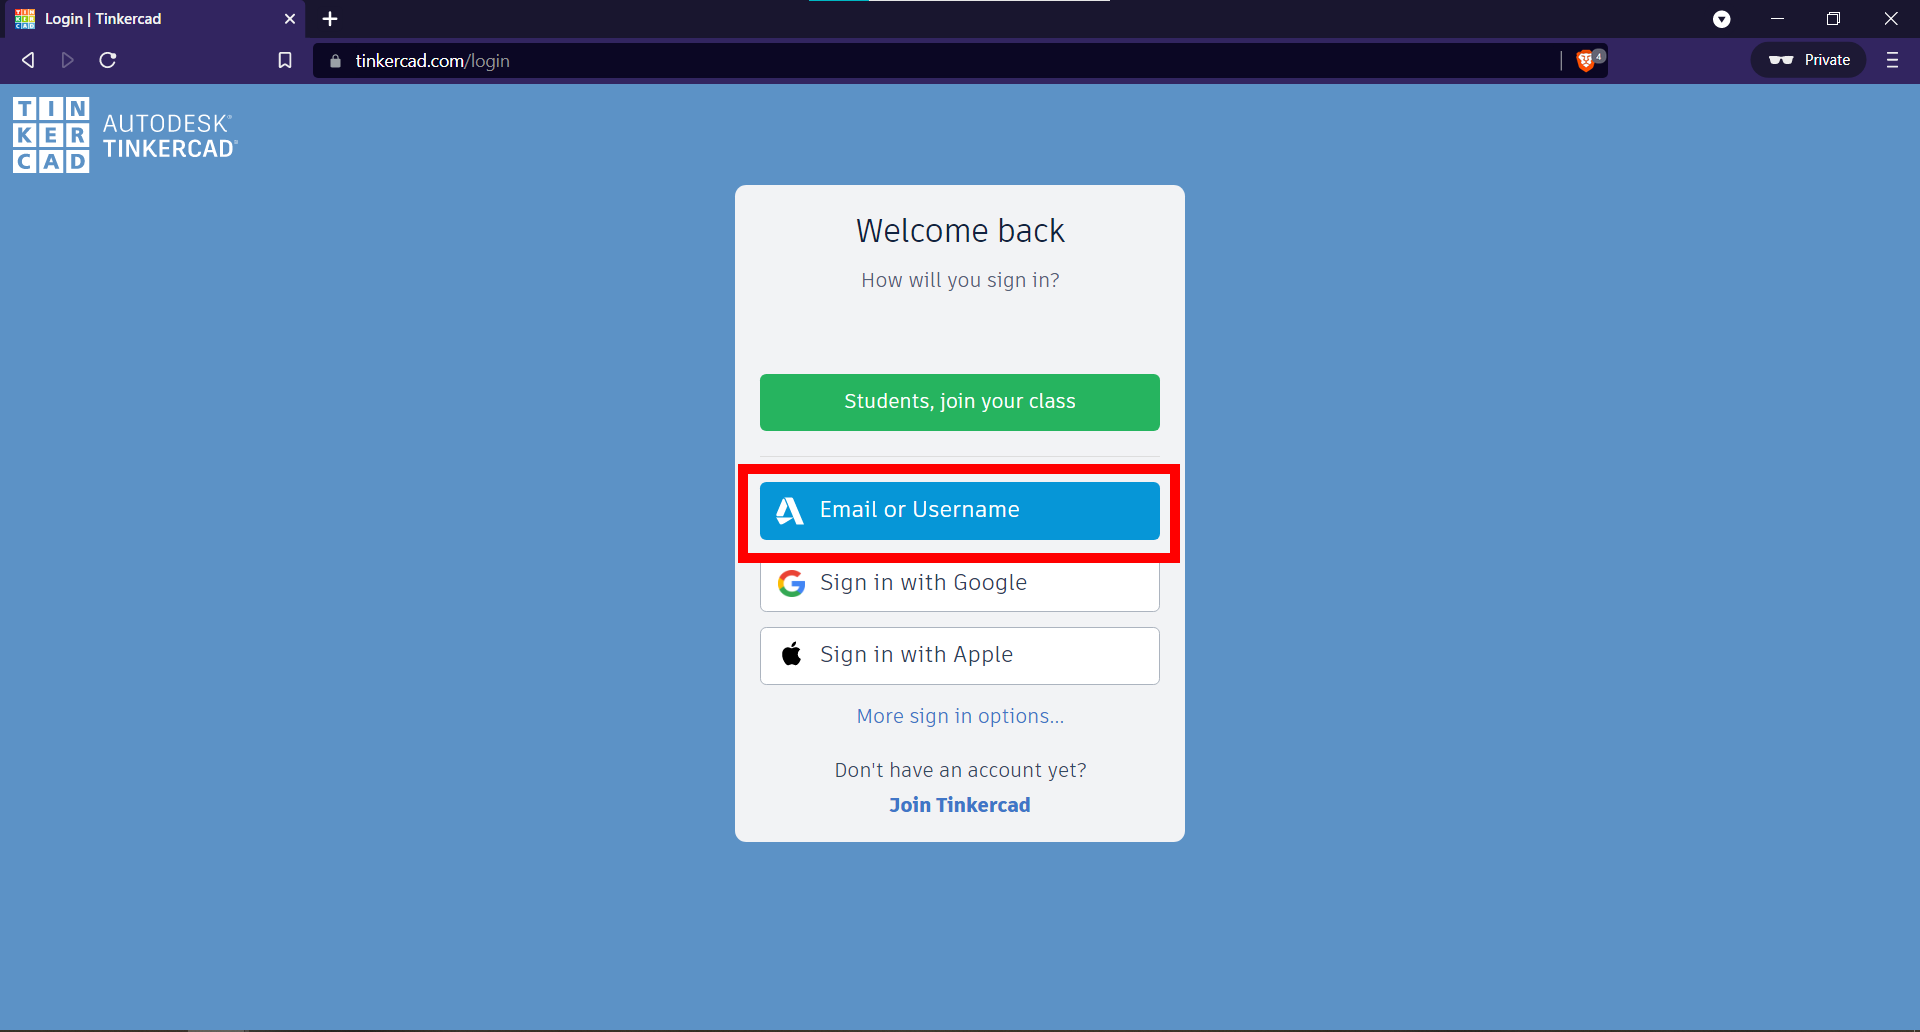 Login | Tinkercad
tinkercad.com/login
4
Private
TIN
KER
CAD
AUTODESK®
TINKERCAD®
Welcome back
How will you sign in?
Students, join your class
Email or Username
Sign in with Google
Sign in with Apple
More sign in options...
Don't have an account yet?
Join Tinkercad